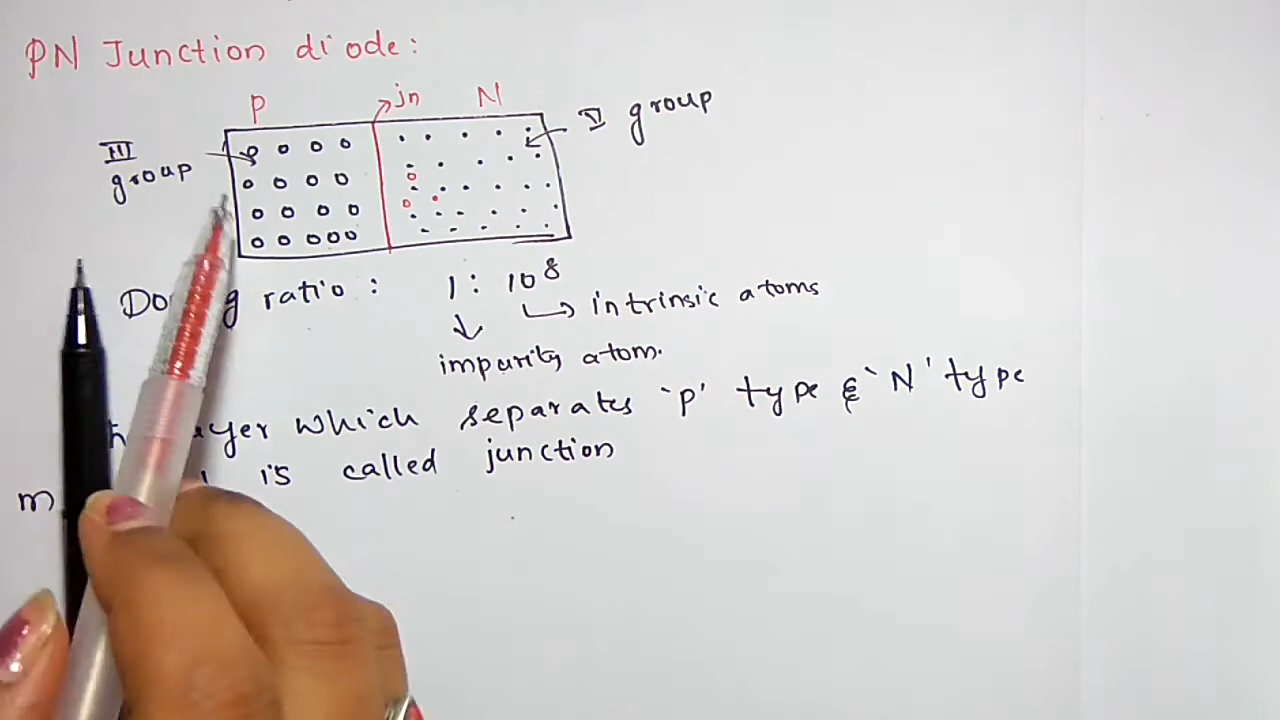 PN Junction diode:
P jn N
III group
V group
ratio : 1 : 10⁸
intrinsic atoms
impurity atom.
which separates 'P' type & 'N' type
is called junction